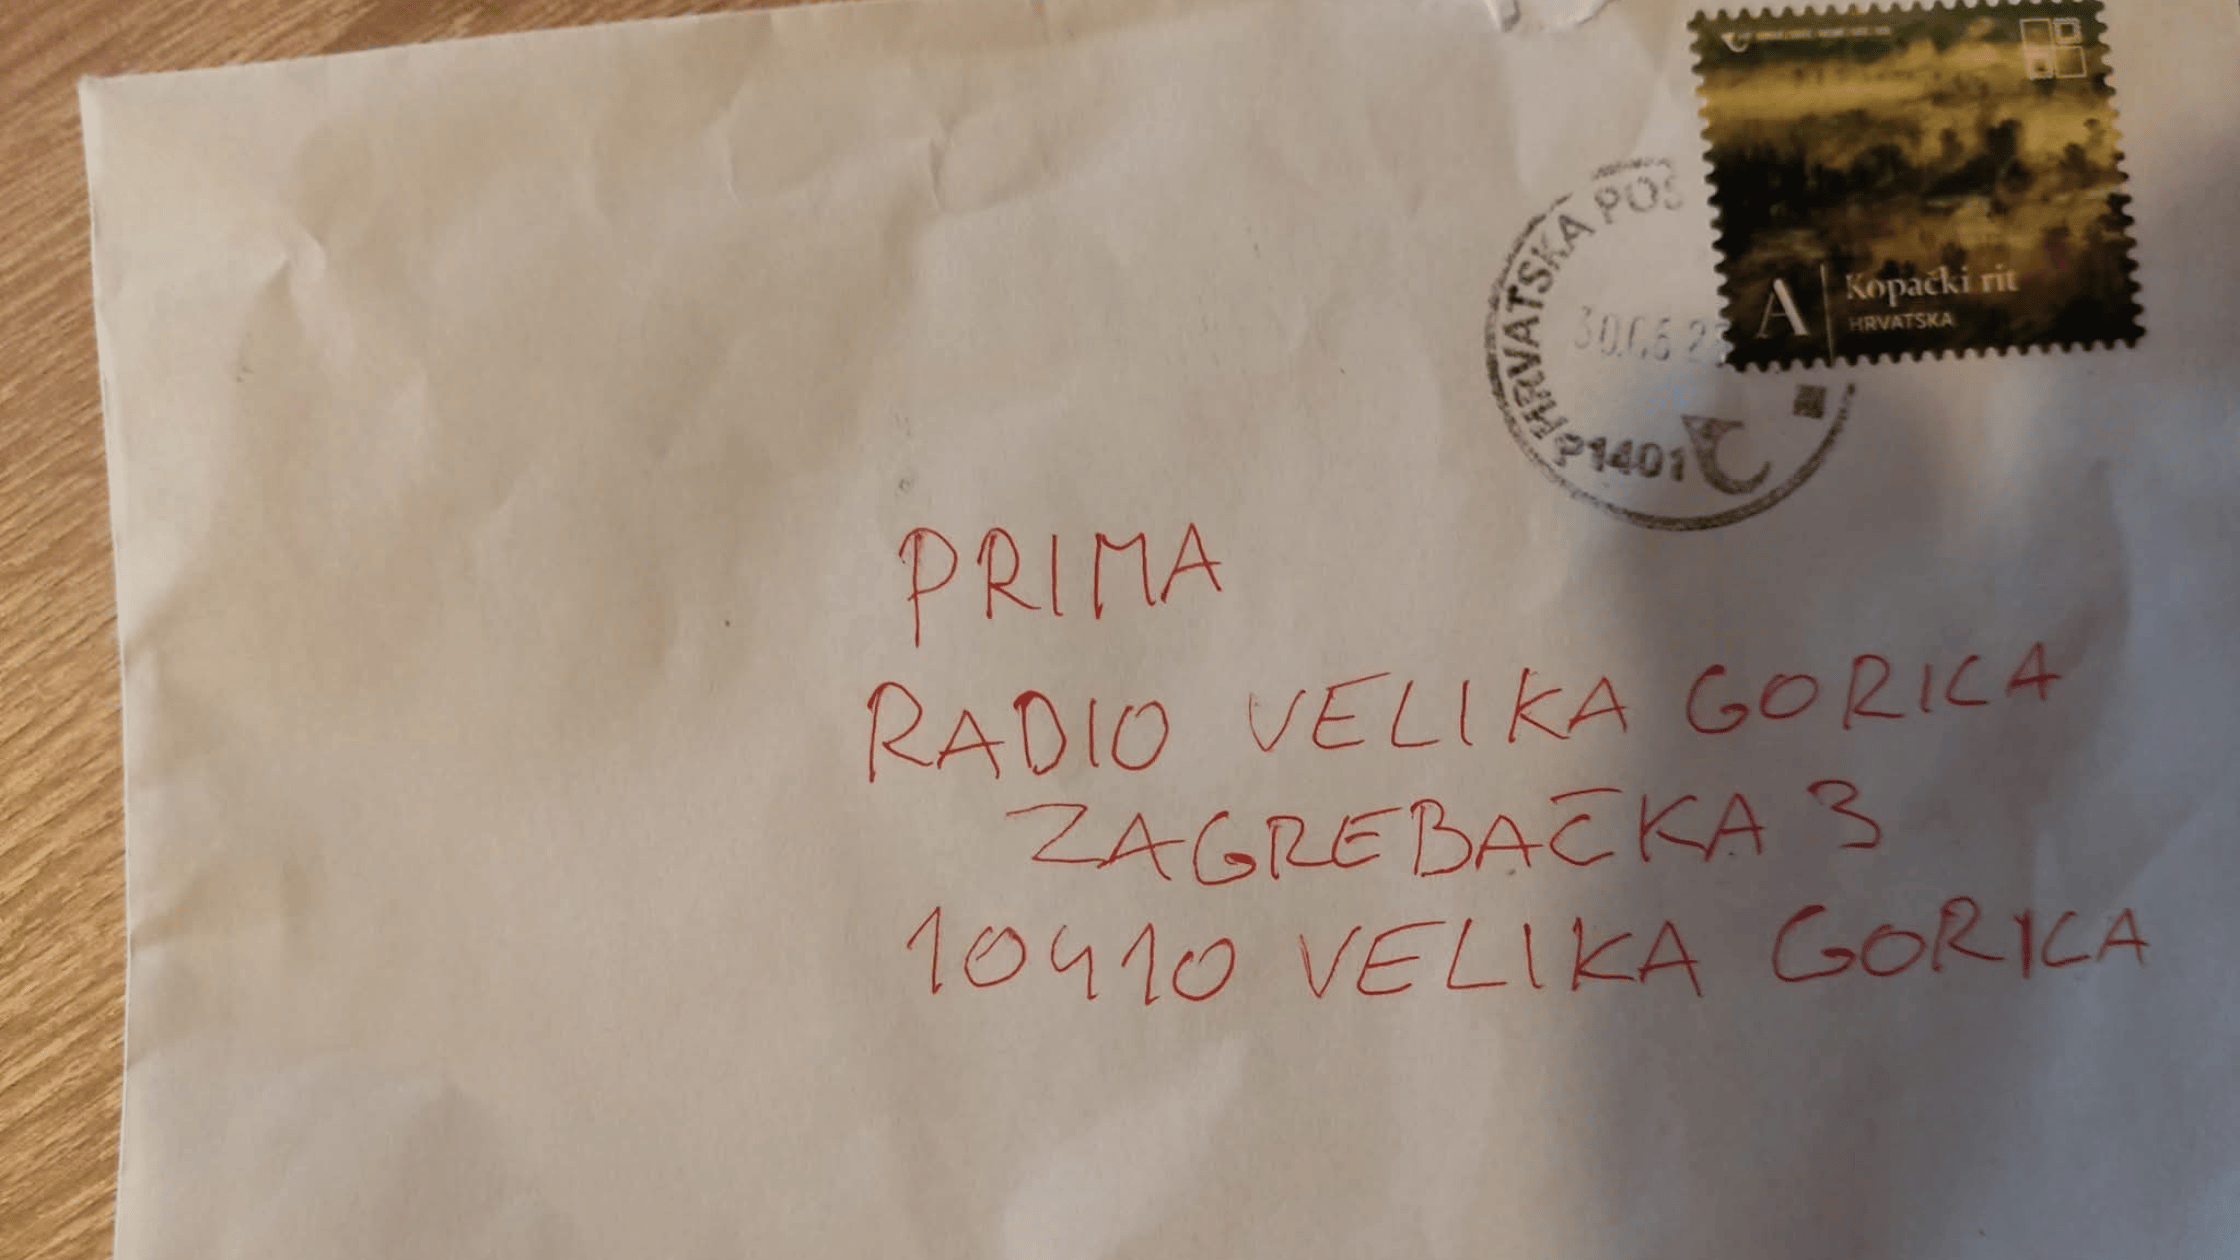 A
Kopački rit
HRVATSKA
HRVATSKA POŠ
P1401
PRIMA
RADIO VELIKA GORICA
ZAGREBAČKA 3
10410 VELIKA GORICA